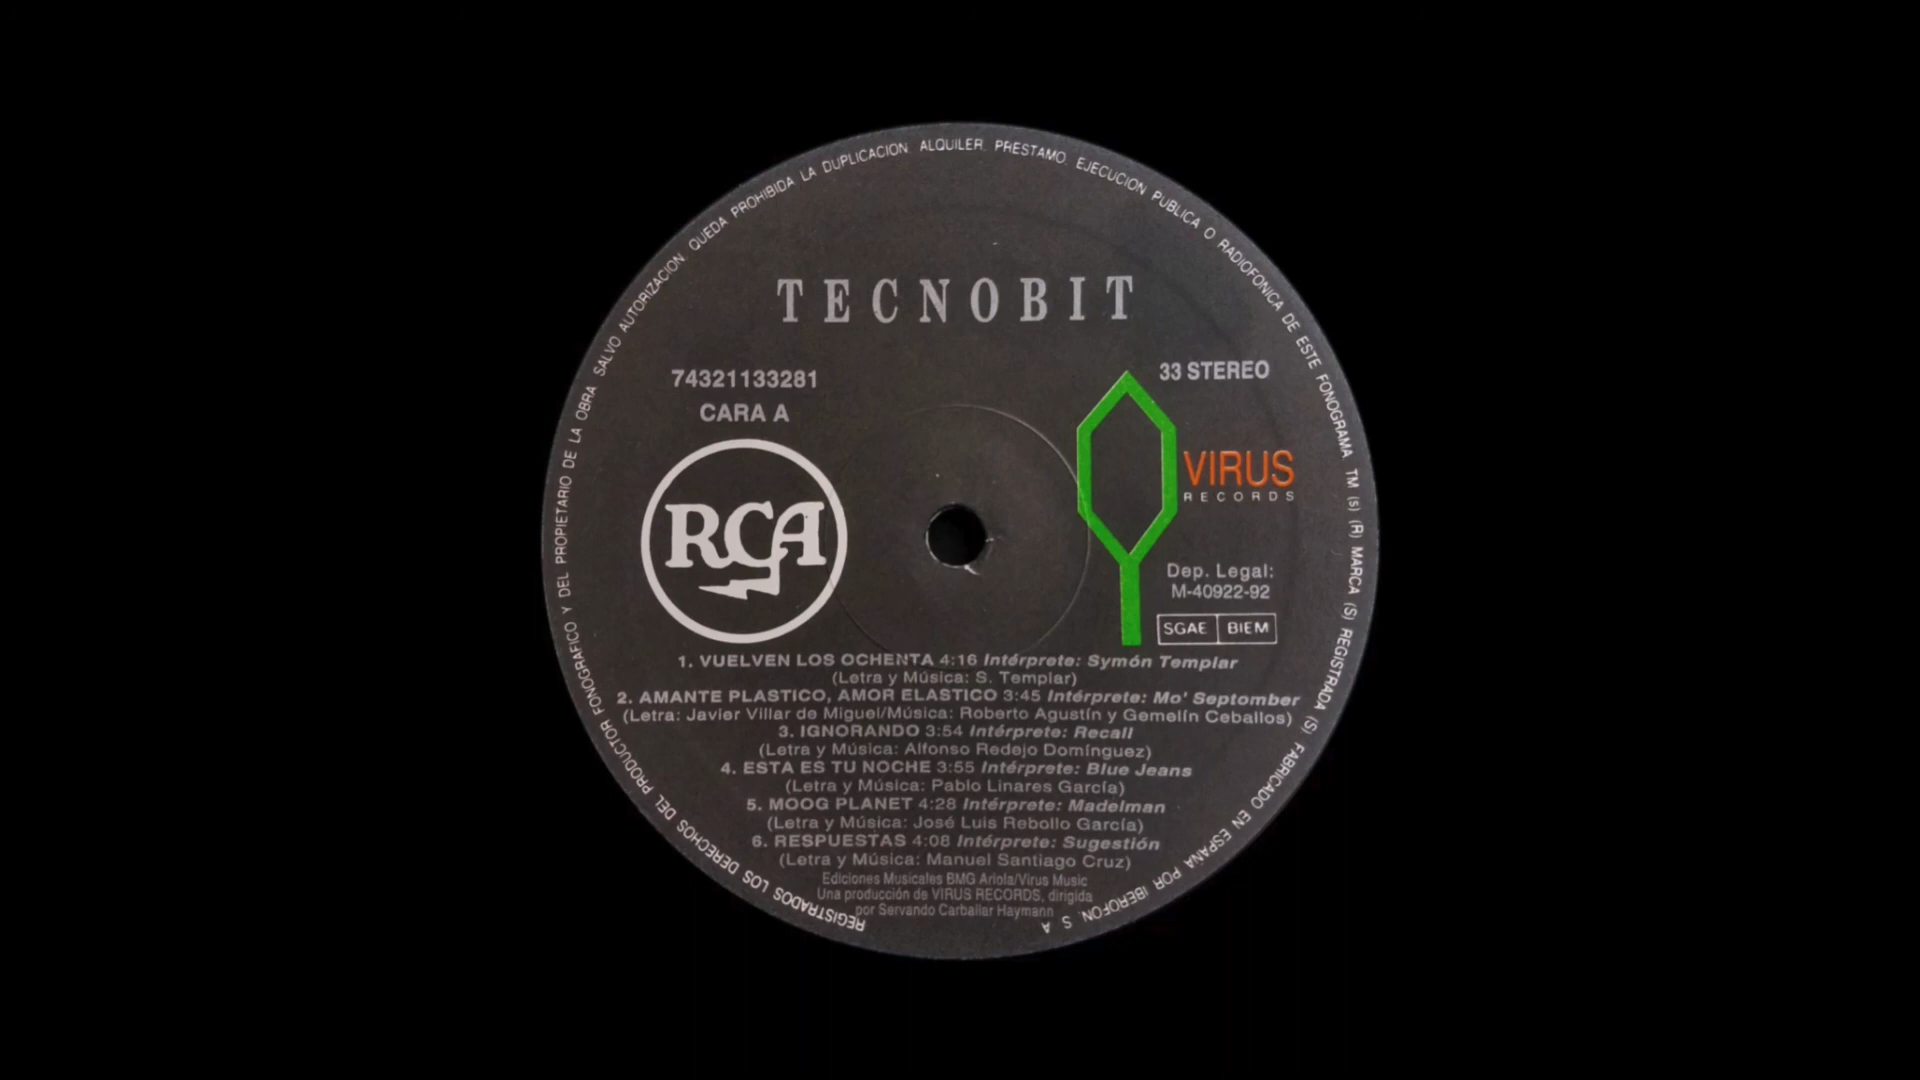 REGISTRADOS LOS DERECHOS DEL PRODUCTOR FONOGRAFICO Y DEL PROPIETARIO DE LA OBRA. SALVO AUTORIZACION. QUEDA PROHIBIDA LA DUPLICACION. ALQUILER. PRESTAMO. EJECUCION PUBLICA O RADIOFONICA DE ESTE FONOGRAMA TM (s) (R) MARCA (S) REGISTRADA (S) FABRICADO EN ESPAÑA POR IBEROFON. S A
TECNOBIT
74321133281
33 STEREO
CARA A
RCA
VIRUS
RECORDS
Dep. Legal:
M-40922-92
SGAE BIEM
1. VUELVEN LOS OCHENTA 4:16 Intérprete: Symón Templar
(Letra y Música: S. Templar)
2. AMANTE PLASTICO, AMOR ELASTICO 3:45 Intérprete: Mo' Septomber
(Letra: Javier Villar de Miguel/Música: Roberto Agustín y Gemelín Ceballos)
3. IGNORANDO 3:54 Intérprete: Recall
(Letra y Música: Alfonso Redejo Domínguez)
4. ESTA ES TU NOCHE 3:55 Intérprete: Blue Jeans
(Letra y Música: Pablo Linares García)
5. MOOG PLANET 4:28 Intérprete: Madelman
(Letra y Música: José Luis Rebollo García)
6. RESPUESTAS 4:08 Intérprete: Sugestión
(Letra y Música: Manuel Santiago Cruz)
Ediciones Musicales BMG Ariola/Virus Music
Una producción de VIRUS RECORDS, dirigida
por Servando Carballar Haymann